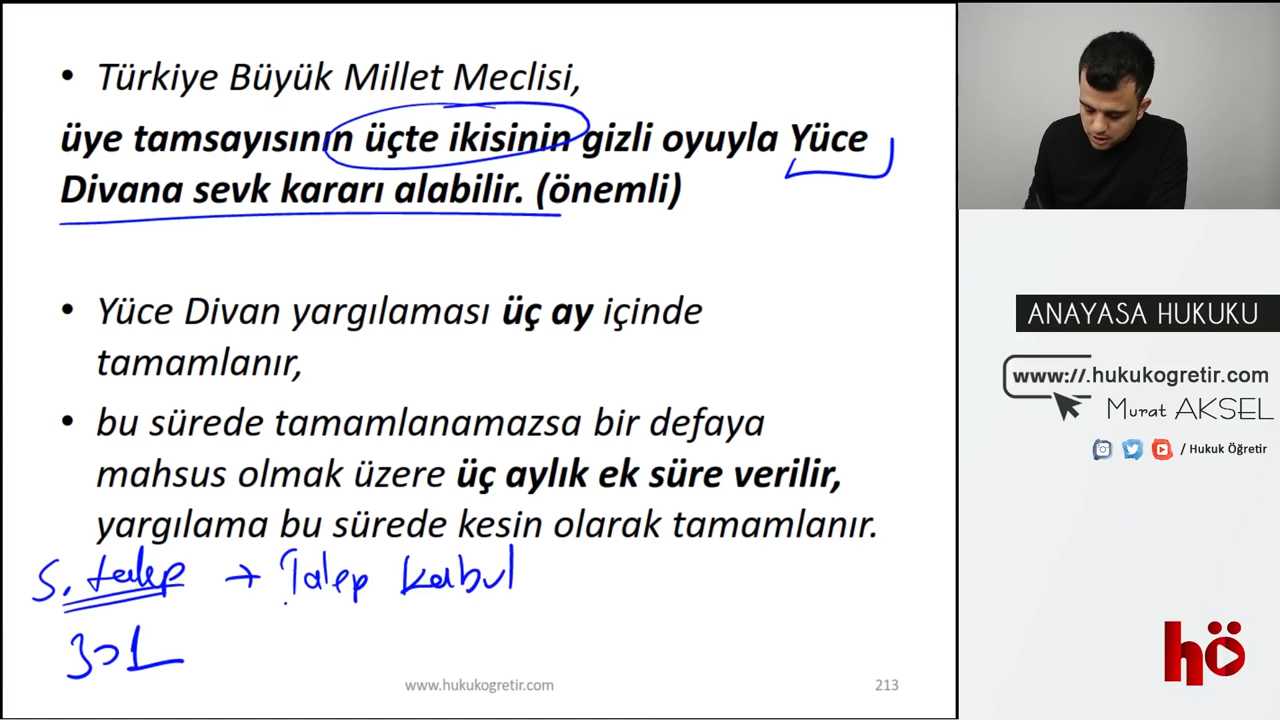 • Türkiye Büyük Millet Meclisi,
üye tamsayısının üçte ikisinin gizli oyuyla Yüce
Divana sevk kararı alabilir. (önemli)
• Yüce Divan yargılaması üç ay içinde
tamamlanır,
• bu sürede tamamlanamazsa bir defaya
mahsus olmak üzere üç aylık ek süre verilir,
yargılama bu sürede kesin olarak tamamlanır.
S. talep → Talep kabul
301
www.hukukogretir.com
213
ANAYASA HUKUKU
www://.hukukogretir.com
Murat AKSEL
/ Hukuk Öğretir
hö